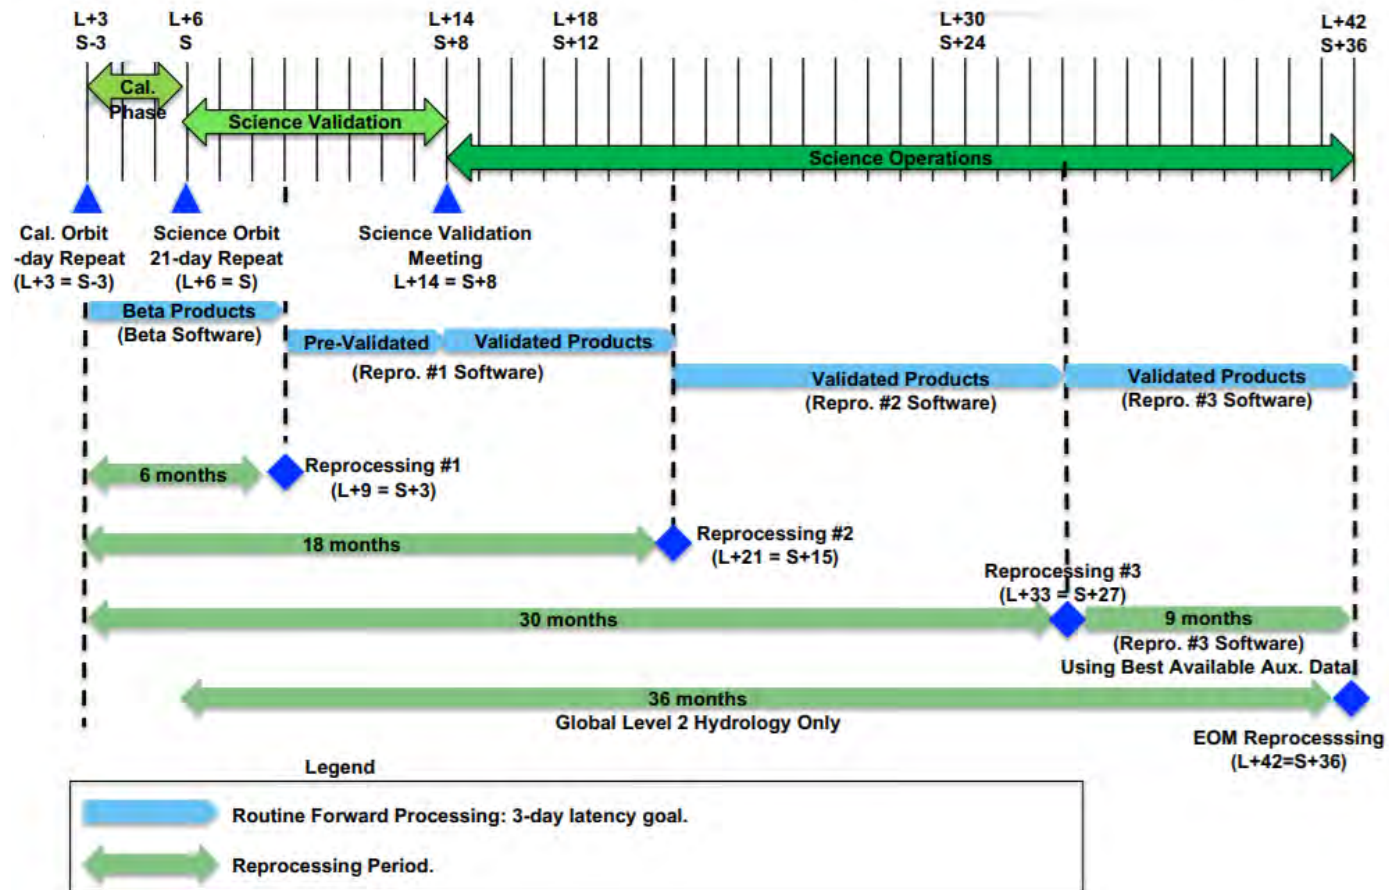 L+3
S-3
L+6
S
L+14
S+8
L+18
S+12
L+30
S+24
L+42
S+36
Cal.
Phase
Science Validation
Science Operations
Cal. Orbit
-day Repeat
(L+3 = S-3)
Science Orbit
21-day Repeat
(L+6 = S)
Science Validation
Meeting
L+14 = S+8
Beta Products
(Beta Software)
Pre-Validated
Validated Products
(Repro. #1 Software)
Validated Products
(Repro. #2 Software)
Validated Products
(Repro. #3 Software)
6 months
Reprocessing #1
(L+9 = S+3)
18 months
Reprocessing #2
(L+21 = S+15)
Reprocessing #3
(L+33 = S+27)
30 months
9 months
(Repro. #3 Software)
Using Best Available Aux. Data
36 months
Global Level 2 Hydrology Only
EOM Reprocesssing
(L+42=S+36)
Legend
Routine Forward Processing: 3-day latency goal.
Reprocessing Period.